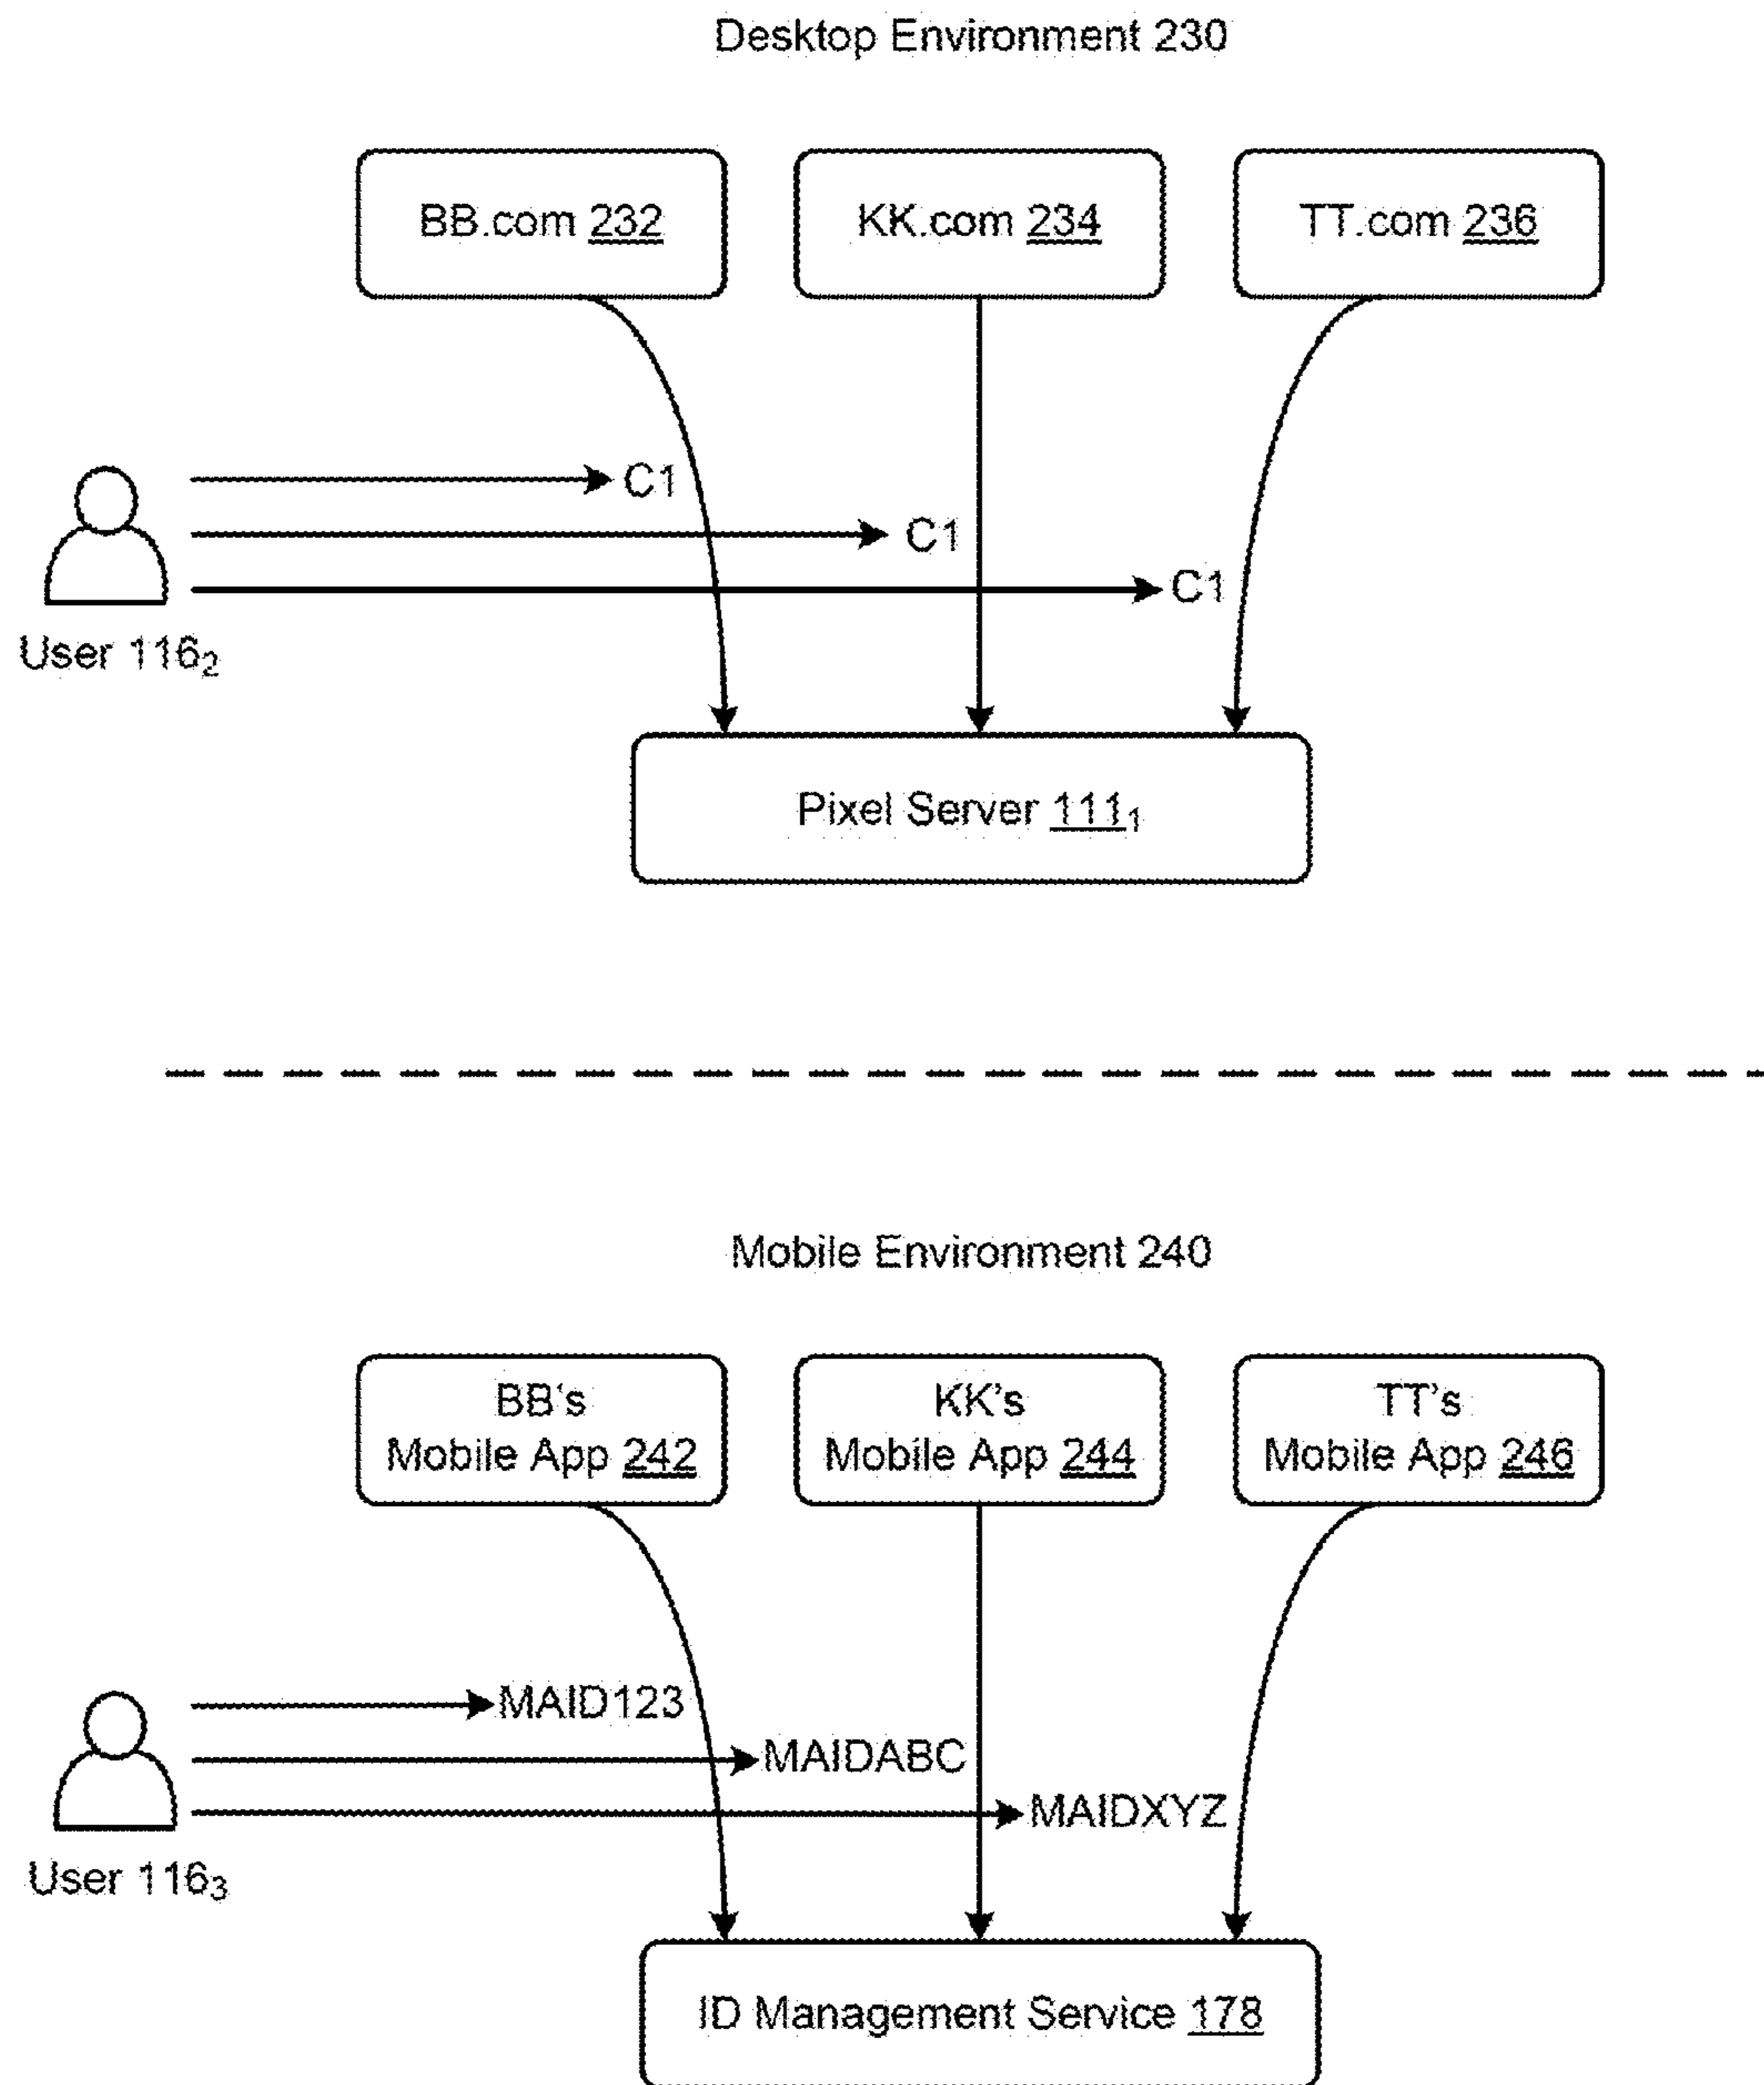 Desktop Environment 230
BB.com 232
KK.com 234
TT.com 236
C1
C1
C1
User 116₂
Pixel Server 111₁
Mobile Environment 240
BB's
Mobile App 242
KK's
Mobile App 244
TT's
Mobile App 246
MAID123
MAIDABC
MAIDXYZ
User 116₃
ID Management Service 178